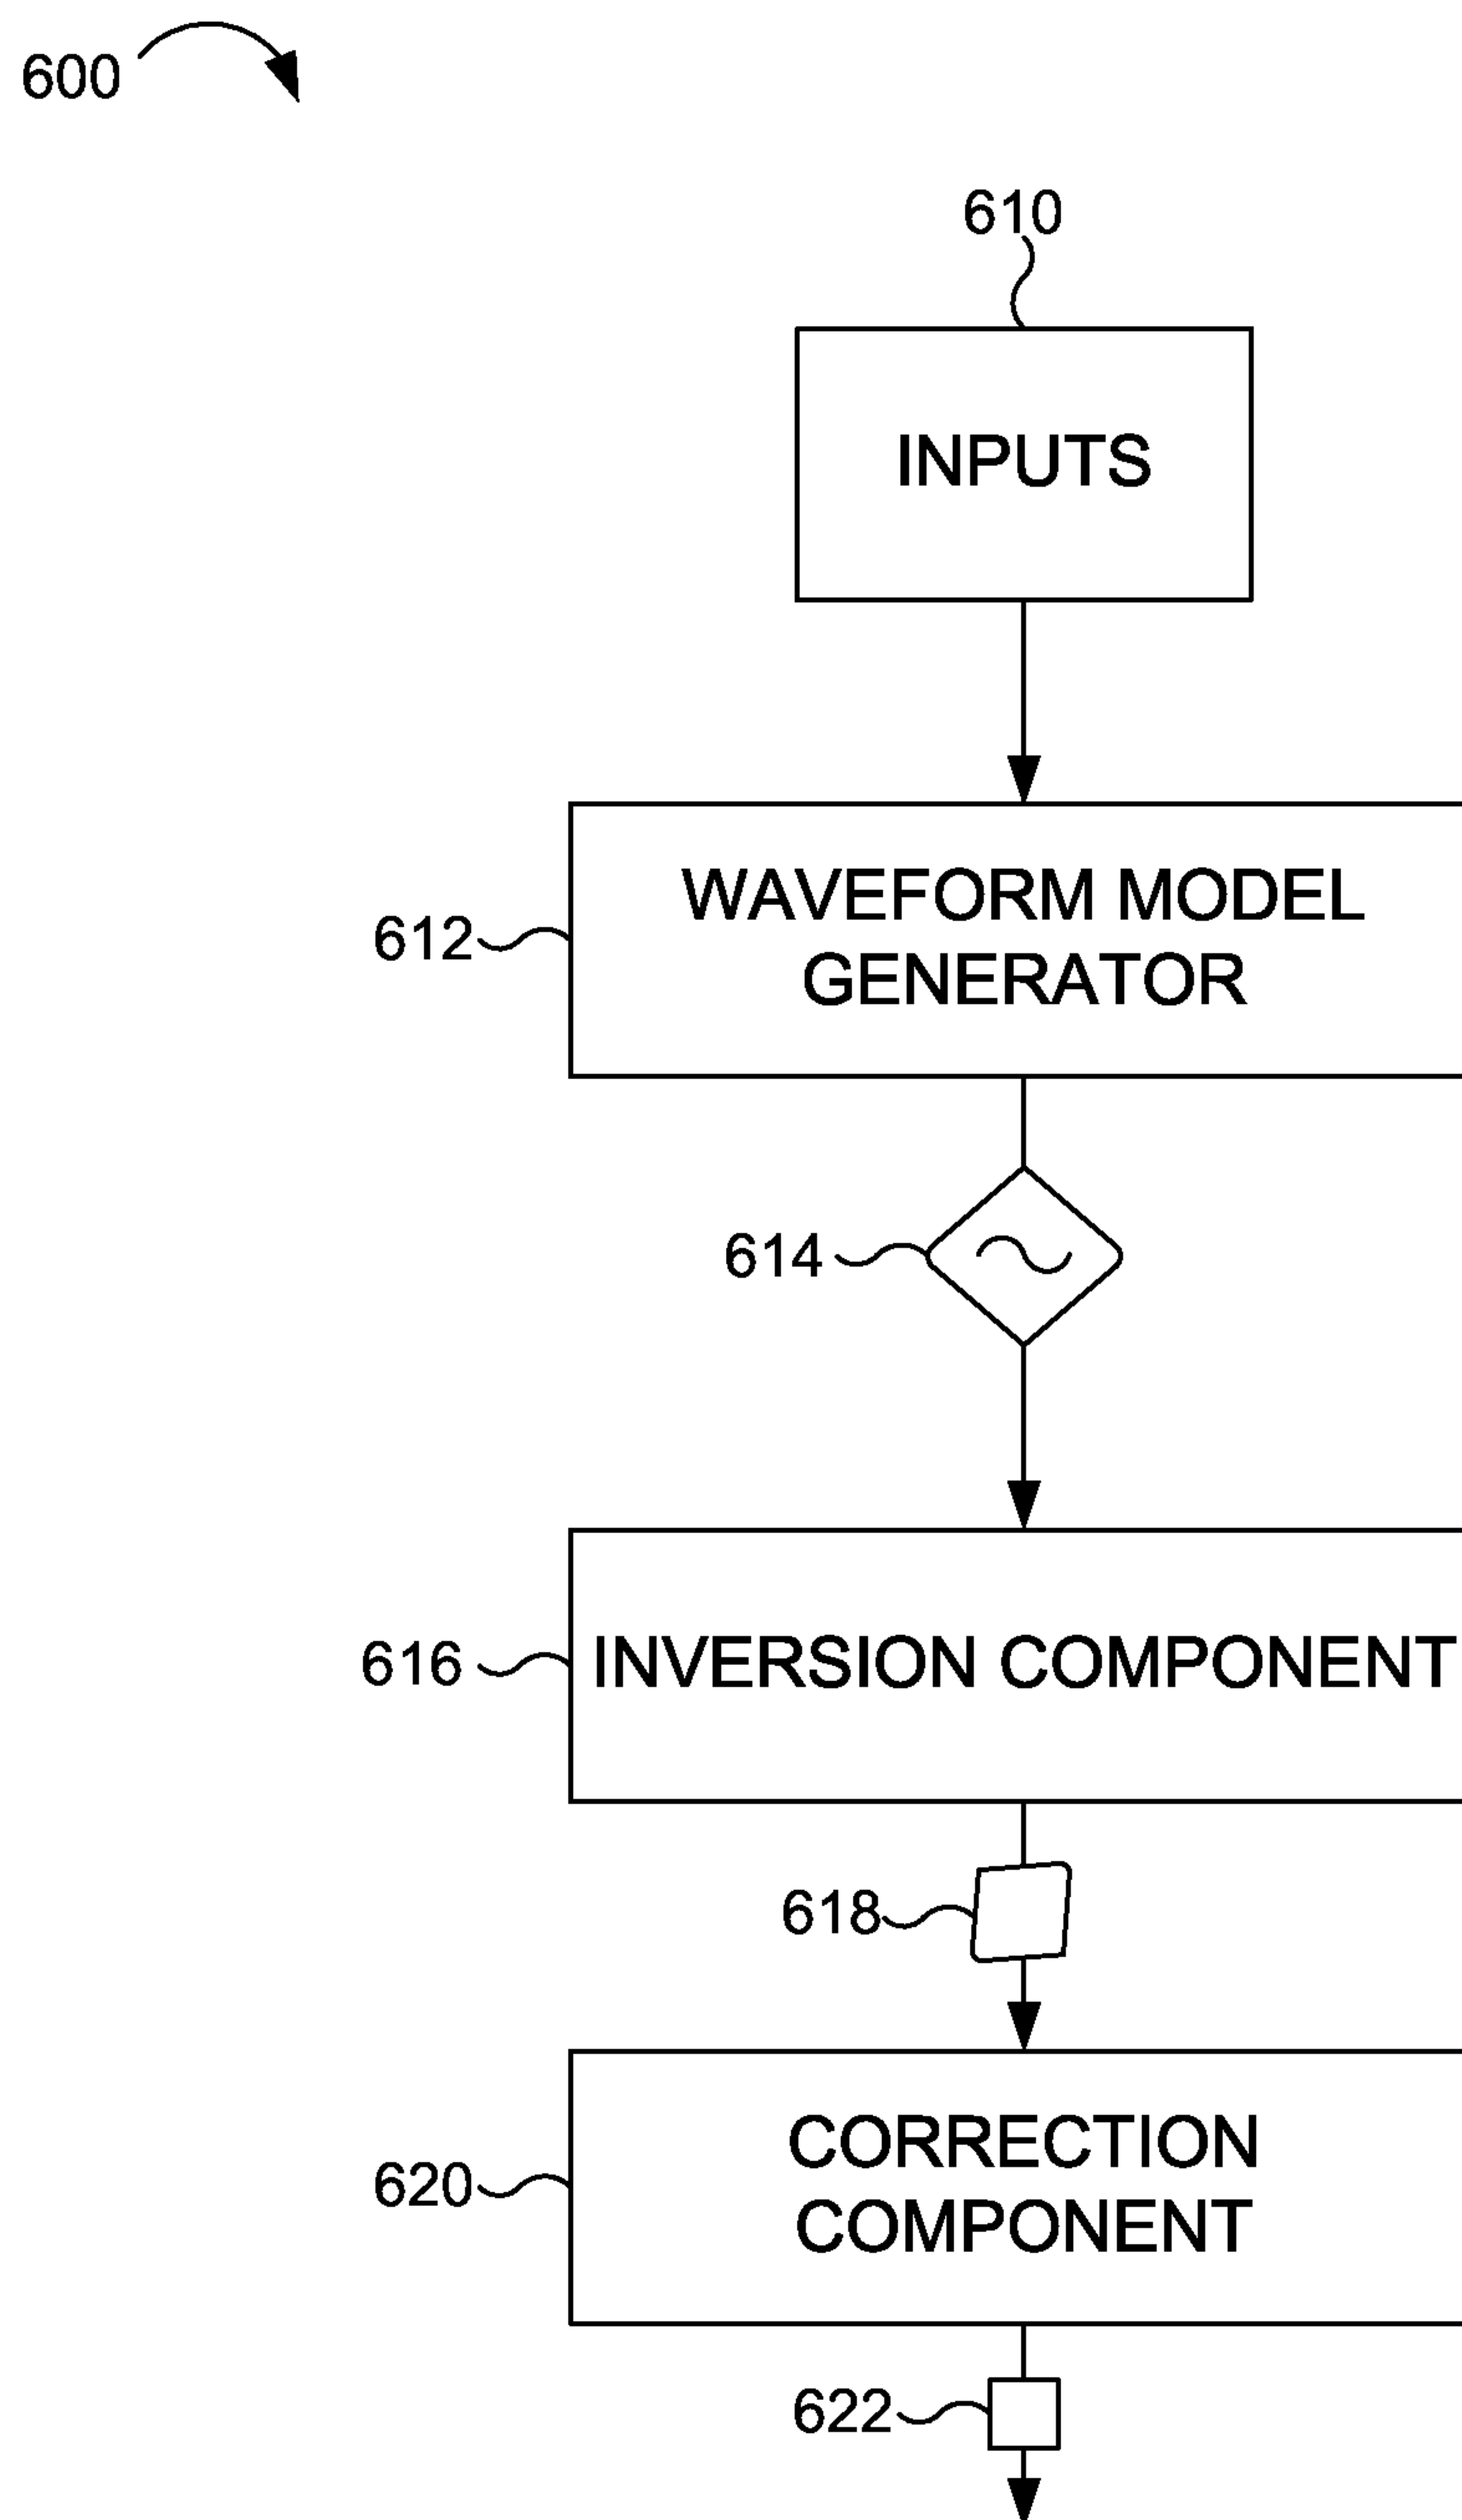 600
610
INPUTS
WAVEFORM MODEL
GENERATOR
612
614
INVERSION COMPONENT
616
618
CORRECTION
COMPONENT
620
622